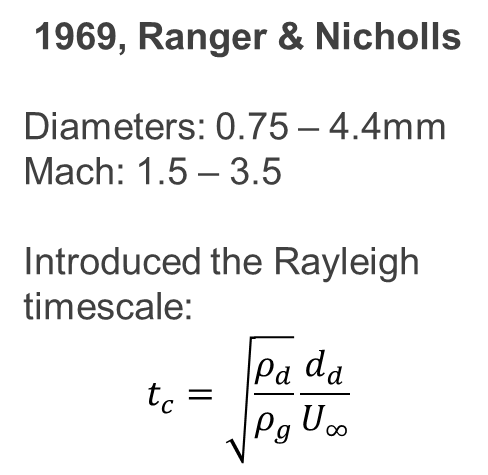 1969, Ranger & Nicholls
Diameters: 0.75 – 4.4mm
Mach: 1.5 – 3.5
Introduced the Rayleigh
timescale:
t_c = √(ρ_d/ρ_g) d_d/U_∞